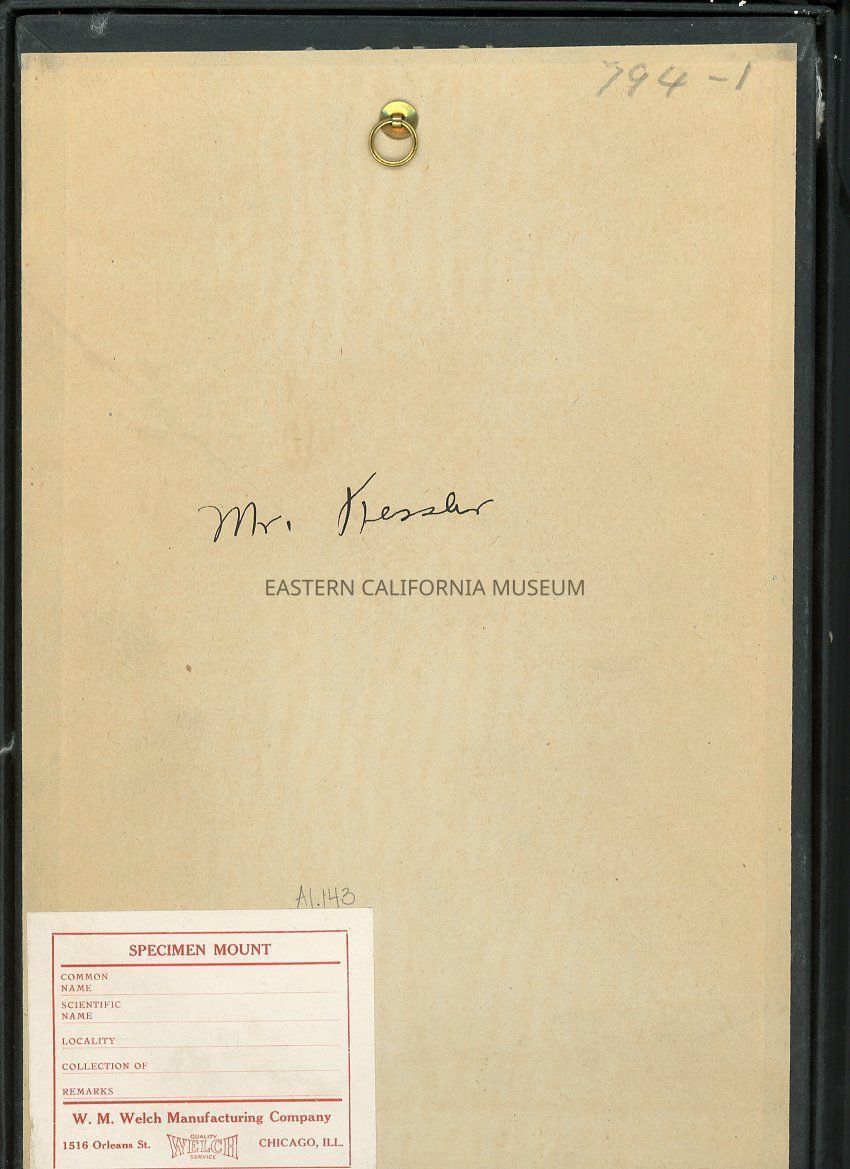 794-1
Mr. Kessler
EASTERN CALIFORNIA MUSEUM
A1.143
SPECIMEN MOUNT
COMMON
NAME
SCIENTIFIC
NAME
LOCALITY
COLLECTION OF
REMARKS
W. M. Welch Manufacturing Company
1516 Orleans St.
QUALITY
WELCH
SERVICE
CHICAGO, ILL.